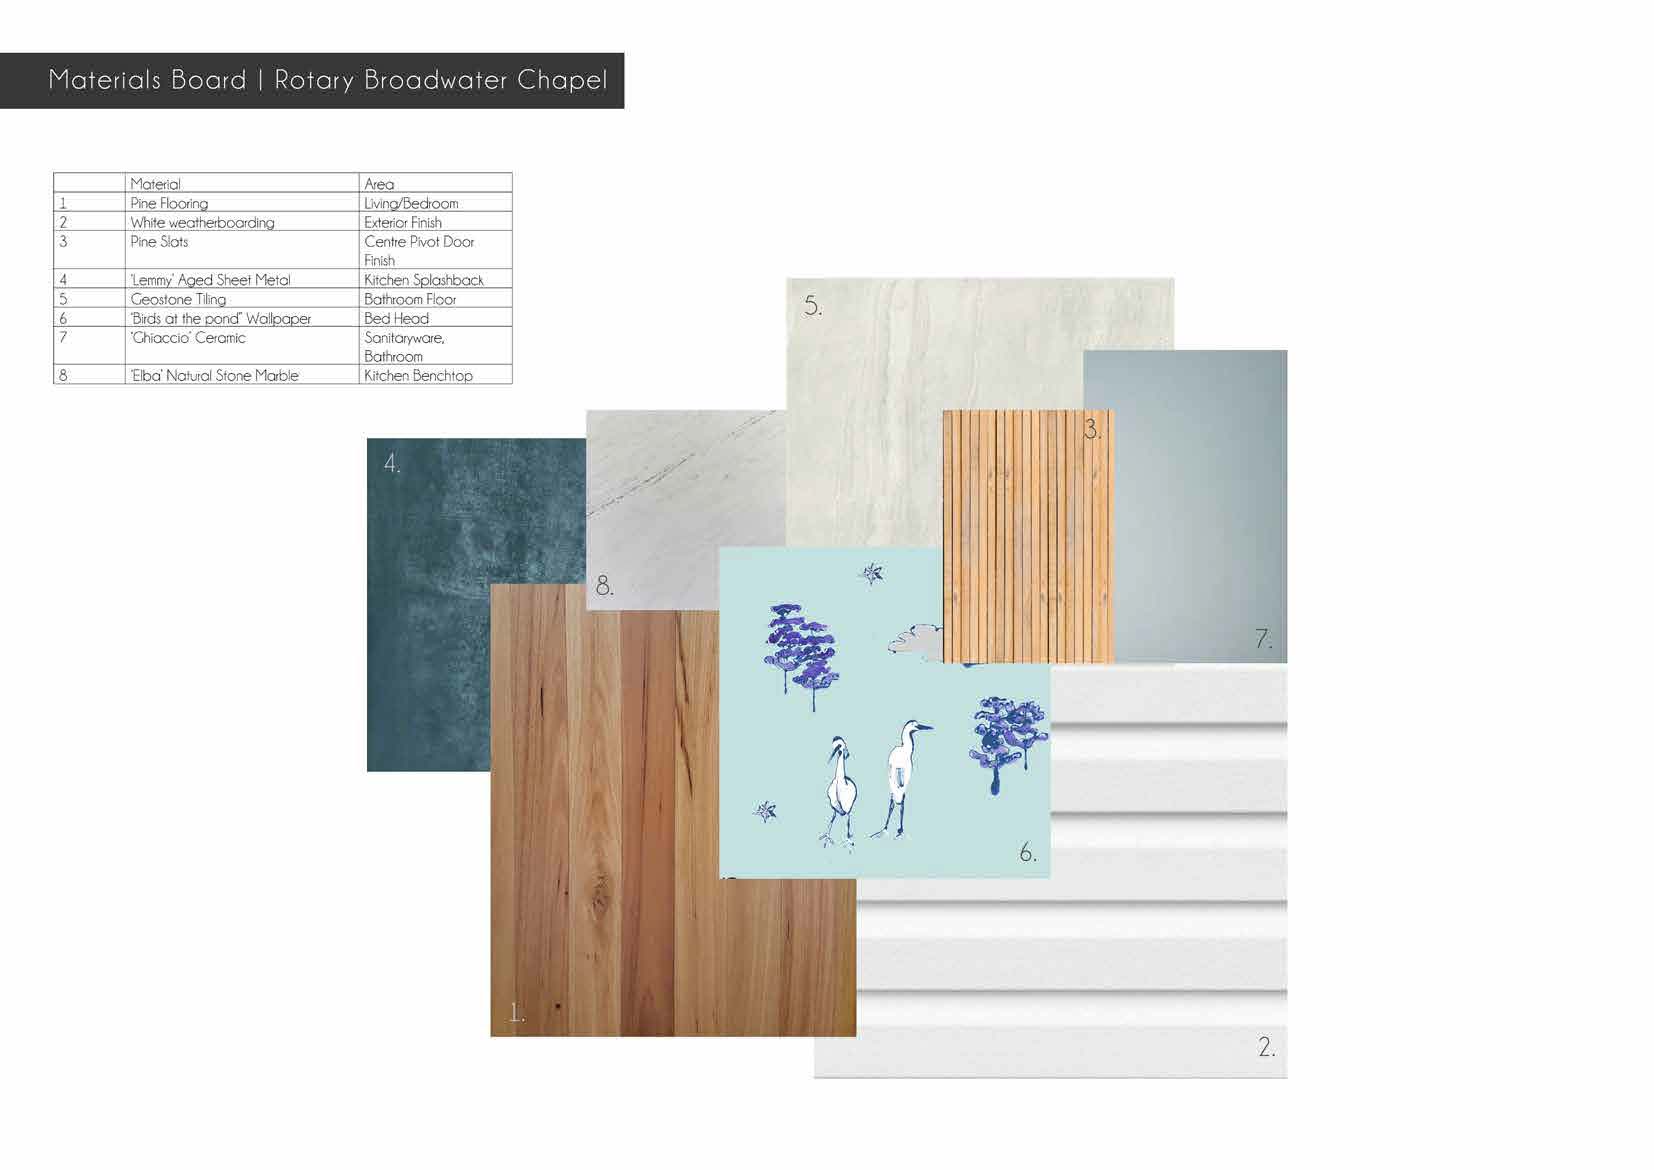 Materials Board | Rotary Broadwater Chapel
Material Area
1 Pine Flooring Living/Bedroom
2 White weatherboarding Exterior Finish
3 Pine Slats Centre Pivot Door
Finish
4 'Lemmy' Aged Sheet Metal Kitchen Splashback
5 Geostone Tiling Bathroom Floor
6 'Birds at the pond" Wallpaper Bed Head
7 'Ghiaccio' Ceramic Sanitaryware,
Bathroom
8 'Elba' Natural Stone Marble Kitchen Benchtop
5.
3.
4.
8.
7.
6.
1.
2.